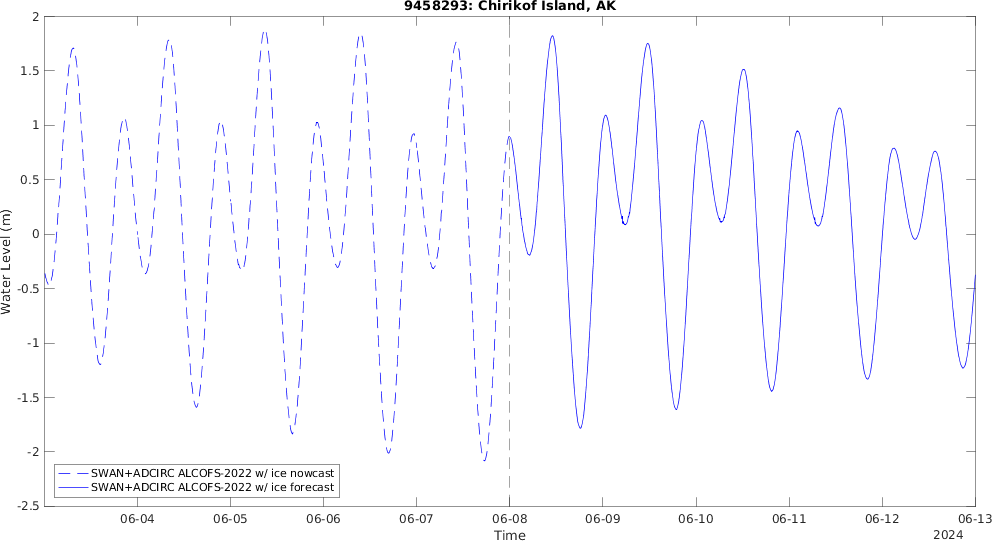 9458293: Chirikof Island, AK
Water Level (m)
2
1.5
1
0.5
0
-0.5
-1
-1.5
-2
-2.5
SWAN+ADCIRC ALCOFS-2022 w/ ice nowcast
SWAN+ADCIRC ALCOFS-2022 w/ ice forecast
06-04 06-05 06-06 06-07 06-08 06-09 06-10 06-11 06-12 06-13
Time
2024